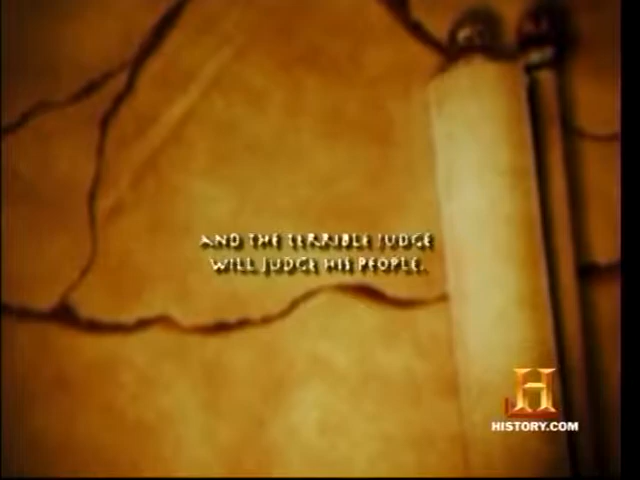 AND THE TERRIBLE JUDGE
WILL JUDGE HIS PEOPLE.
H
HISTORY.COM